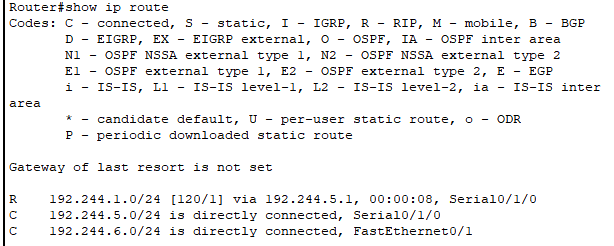 Router#show ip route
Codes: C - connected, S - static, I - IGRP, R - RIP, M - mobile, B - BGP
       D - EIGRP, EX - EIGRP external, O - OSPF, IA - OSPF inter area
       N1 - OSPF NSSA external type 1, N2 - OSPF NSSA external type 2
       E1 - OSPF external type 1, E2 - OSPF external type 2, E - EGP
       i - IS-IS, L1 - IS-IS level-1, L2 - IS-IS level-2, ia - IS-IS inter
area
       * - candidate default, U - per-user static route, o - ODR
       P - periodic downloaded static route

Gateway of last resort is not set

R    192.244.1.0/24 [120/1] via 192.244.5.1, 00:00:08, Serial0/1/0
C    192.244.5.0/24 is directly connected, Serial0/1/0
C    192.244.6.0/24 is directly connected, FastEthernet0/1